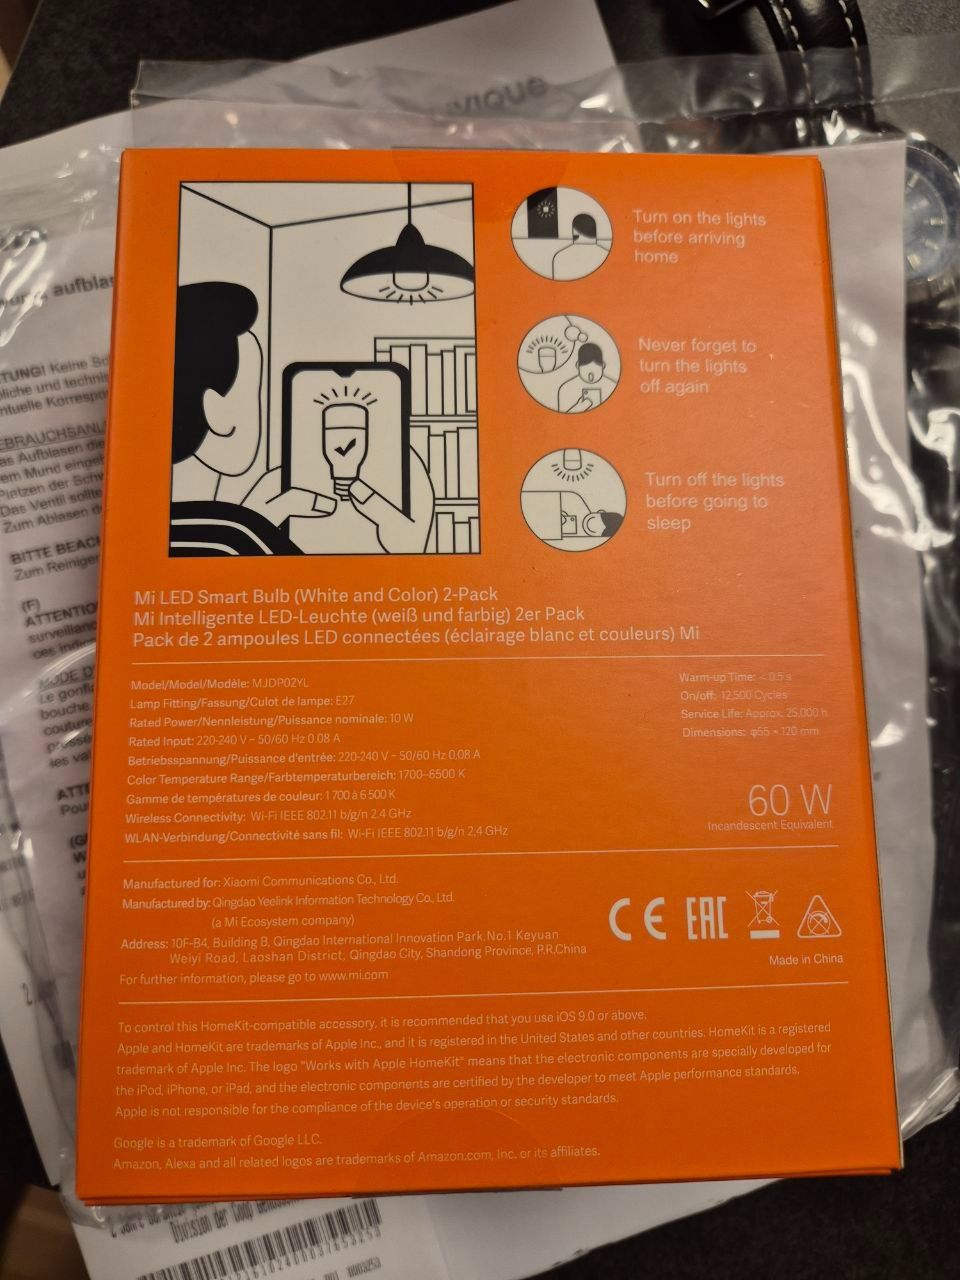 Turn on the lights
before arriving
home
Never forget to
turn the lights
off again
Turn off the lights
before going to
sleep
Mi LED Smart Bulb (White and Color) 2-Pack
Mi Intelligente LED-Leuchte (weiß und farbig) 2er Pack
Pack de 2 ampoules LED connectées (éclairage blanc et couleurs) Mi
Model/Model/Modèle: MJDP02YL
Lamp Fitting/Fassung/Culot de lampe: E27
Rated Power/Nennleistung/Puissance nominale: 10 W
Rated Input: 220-240 V ~ 50/60 Hz 0.08 A
Betriebsspannung/Puissance d'entrée: 220-240 V ~ 50/60 Hz 0,08 A
Color Temperature Range/Farbtemperaturbereich: 1700–6500 K
Gamme de températures de couleur: 1 700 à 6 500 K
Wireless Connectivity: Wi-Fi IEEE 802.11 b/g/n 2.4 GHz
WLAN-Verbindung/Connectivité sans fil: Wi-Fi IEEE 802.11 b/g/n 2,4 GHz
Warm-up Time: < 0.5 s
On/off: 12,500 Cycles
Service Life: Approx. 25,000 h
Dimensions: φ55 × 120 mm
60 W
Incandescent Equivalent
Manufactured for: Xiaomi Communications Co., Ltd.
Manufactured by: Qingdao Yeelink Information Technology Co., Ltd.
(a Mi Ecosystem company)
Address: 10F-B4, Building B, Qingdao International Innovation Park, No.1 Keyuan
Weiyi Road, Laoshan District, Qingdao City, Shandong Province, P.R.China
For further information, please go to www.mi.com
CE EAC
Made in China
To control this HomeKit-compatible accessory, it is recommended that you use iOS 9.0 or above.
Apple and HomeKit are trademarks of Apple Inc., and it is registered in the United States and other countries. HomeKit is a registered
trademark of Apple Inc. The logo "Works with Apple HomeKit" means that the electronic components are specially developed for
the iPod, iPhone, or iPad, and the electronic components are certified by the developer to meet Apple performance standards.
Apple is not responsible for the compliance of the device's operation or security standards.
Google is a trademark of Google LLC.
Amazon, Alexa and all related logos are trademarks of Amazon.com, Inc. or its affiliates.
BITTE
Zum
(F)